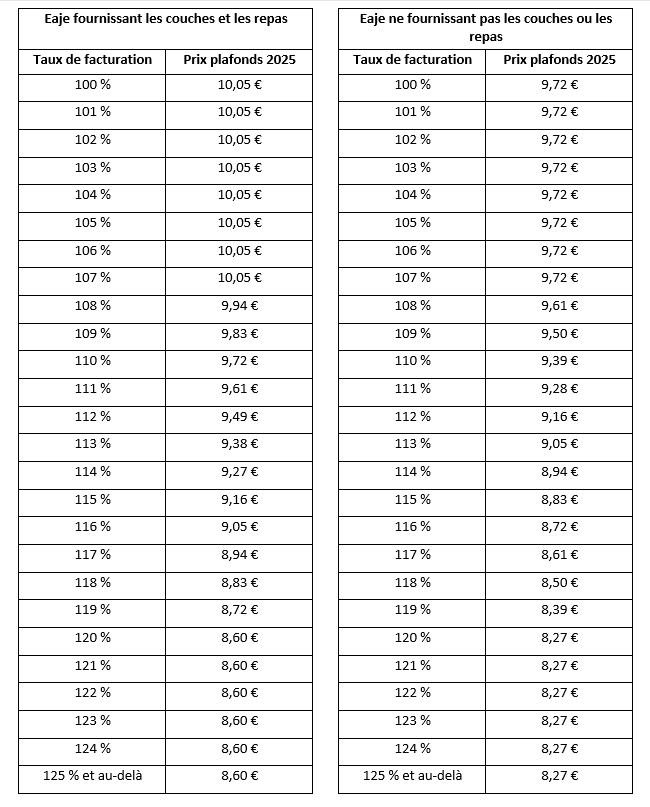 Eaje fournissant les couches et les repas
Taux de facturation Prix plafonds 2025
100 % 10,05 €
101 % 10,05 €
102 % 10,05 €
103 % 10,05 €
104 % 10,05 €
105 % 10,05 €
106 % 10,05 €
107 % 10,05 €
108 % 9,94 €
109 % 9,83 €
110 % 9,72 €
111 % 9,61 €
112 % 9,49 €
113 % 9,38 €
114 % 9,27 €
115 % 9,16 €
116 % 9,05 €
117 % 8,94 €
118 % 8,83 €
119 % 8,72 €
120 % 8,60 €
121 % 8,60 €
122 % 8,60 €
123 % 8,60 €
124 % 8,60 €
125 % et au-delà 8,60 €
Eaje ne fournissant pas les couches ou les
repas
Taux de facturation Prix plafonds 2025
100 % 9,72 €
101 % 9,72 €
102 % 9,72 €
103 % 9,72 €
104 % 9,72 €
105 % 9,72 €
106 % 9,72 €
107 % 9,72 €
108 % 9,61 €
109 % 9,50 €
110 % 9,39 €
111 % 9,28 €
112 % 9,16 €
113 % 9,05 €
114 % 8,94 €
115 % 8,83 €
116 % 8,72 €
117 % 8,61 €
118 % 8,50 €
119 % 8,39 €
120 % 8,27 €
121 % 8,27 €
122 % 8,27 €
123 % 8,27 €
124 % 8,27 €
125 % et au-delà 8,27 €